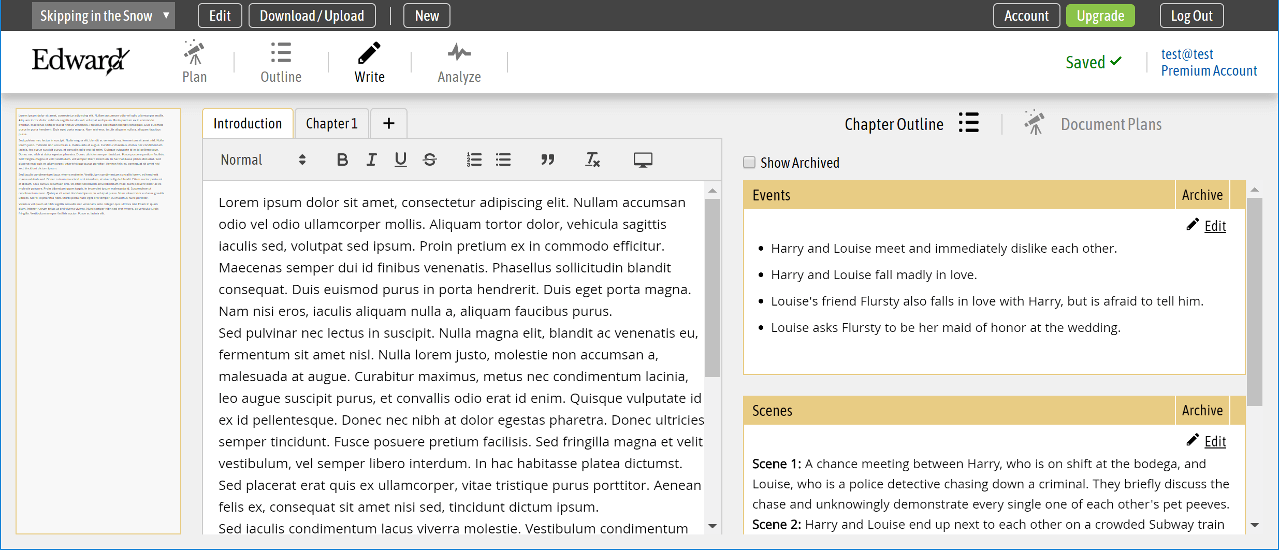 Skipping in the Snow
Edit
Download / Upload
New
Account
Upgrade
Log Out
Edward
Plan
Outline
Write
Analyze
Saved
test@test
Premium Account
Introduction
Chapter 1
+
Chapter Outline
Document Plans
Normal
B I U S
Show Archived
Events
Archive
Edit
Lorem ipsum dolor sit amet, consectetur adipiscing elit. Nullam accumsan
odio vel odio ullamcorper mollis. Aliquam tortor dolor, vehicula sagittis
iaculis sed, volutpat sed ipsum. Proin pretium ex in commodo efficitur.
Maecenas semper dui id finibus venenatis. Phasellus sollicitudin blandit
consequat. Duis euismod purus in porta hendrerit. Duis eget porta magna.
Nam nisi eros, iaculis aliquam nulla a, aliquam faucibus purus.
Sed pulvinar nec lectus in suscipit. Nulla magna elit, blandit ac venenatis eu,
fermentum sit amet nisl. Nulla lorem justo, molestie non accumsan a,
malesuada at augue. Curabitur maximus, metus nec condimentum lacinia,
leo augue suscipit purus, et convallis odio erat id enim. Quisque vulputate id
ex id pellentesque. Donec nec nibh at dolor egestas pharetra. Donec ultricies
semper tincidunt. Fusce posuere pretium facilisis. Sed fringilla magna et velit
vestibulum, vel semper libero interdum. In hac habitasse platea dictumst.
Sed placerat erat quis ex ullamcorper, vitae tristique purus porttitor. Aenean
felis ex, consequat sit amet nisi sed, tincidunt dictum ipsum.
Sed iaculis condimentum lacus viverra molestie. Vestibulum condimentum
• Harry and Louise meet and immediately dislike each other.
• Harry and Louise fall madly in love.
• Louise's friend Flursty also falls in love with Harry, but is afraid to tell him.
• Louise asks Flursty to be her maid of honor at the wedding.
Scenes
Archive
Edit
Scene 1: A chance meeting between Harry, who is on shift at the bodega, and
Louise, who is a police detective chasing down a criminal. They briefly discuss the
chase and unknowingly demonstrate every single one of each other's pet peeves.
Scene 2: Harry and Louise end up next to each other on a crowded Subway train